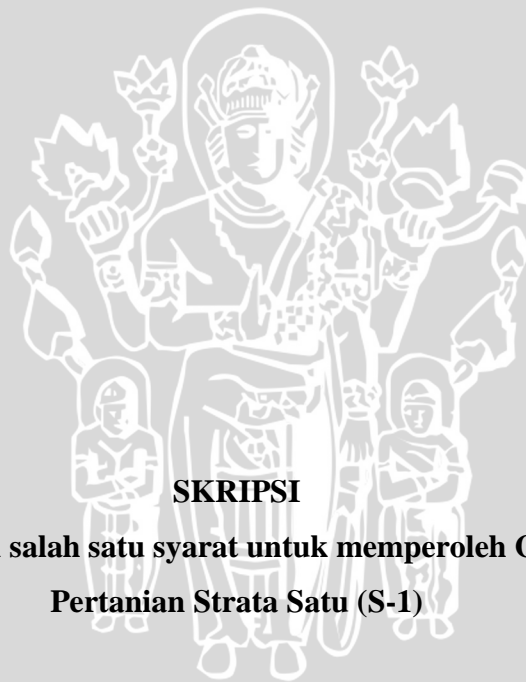 SKRIPSI
salah satu syarat untuk memperoleh
Pertanian Strata Satu (S-1)